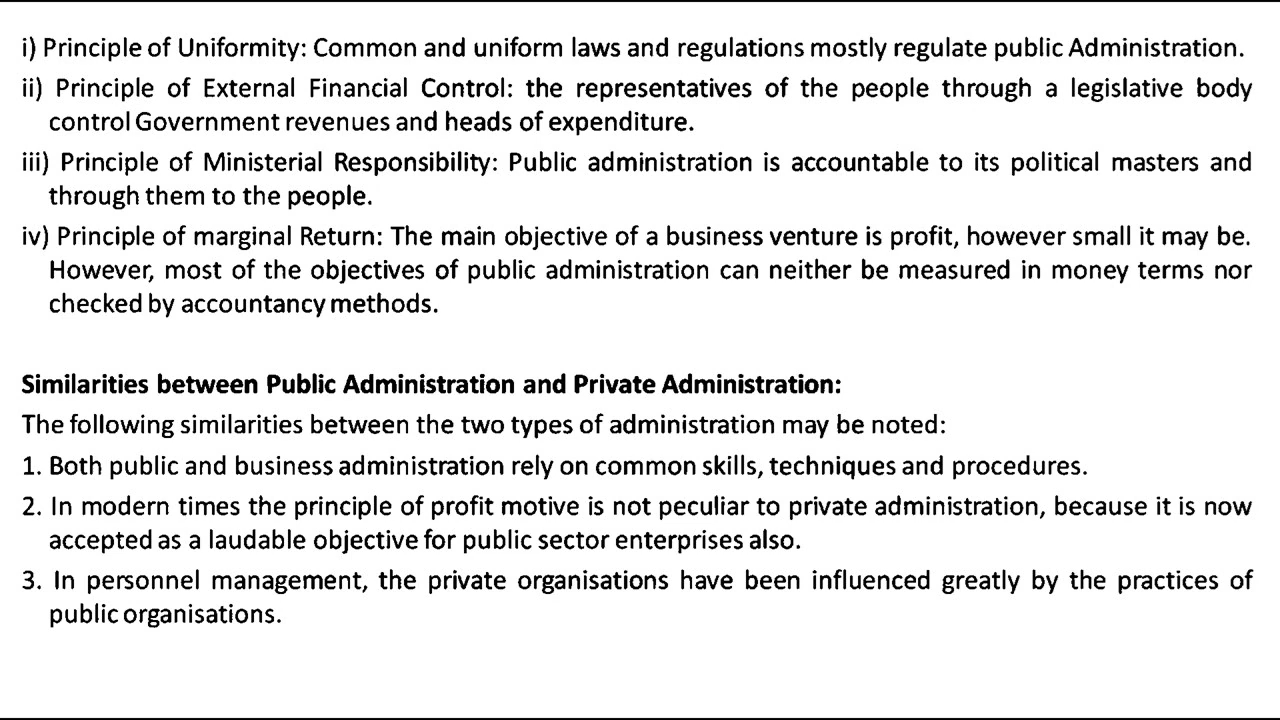 i) Principle of Uniformity: Common and uniform laws and regulations mostly regulate public Administration.
ii) Principle of External Financial Control: the representatives of the people through a legislative body
control Government revenues and heads of expenditure.
iii) Principle of Ministerial Responsibility: Public administration is accountable to its political masters and
through them to the people.
iv) Principle of marginal Return: The main objective of a business venture is profit, however small it may be.
However, most of the objectives of public administration can neither be measured in money terms nor
checked by accountancy methods.
Similarities between Public Administration and Private Administration:
The following similarities between the two types of administration may be noted:
1. Both public and business administration rely on common skills, techniques and procedures.
2. In modern times the principle of profit motive is not peculiar to private administration, because it is now
accepted as a laudable objective for public sector enterprises also.
3. In personnel management, the private organisations have been influenced greatly by the practices of
public organisations.